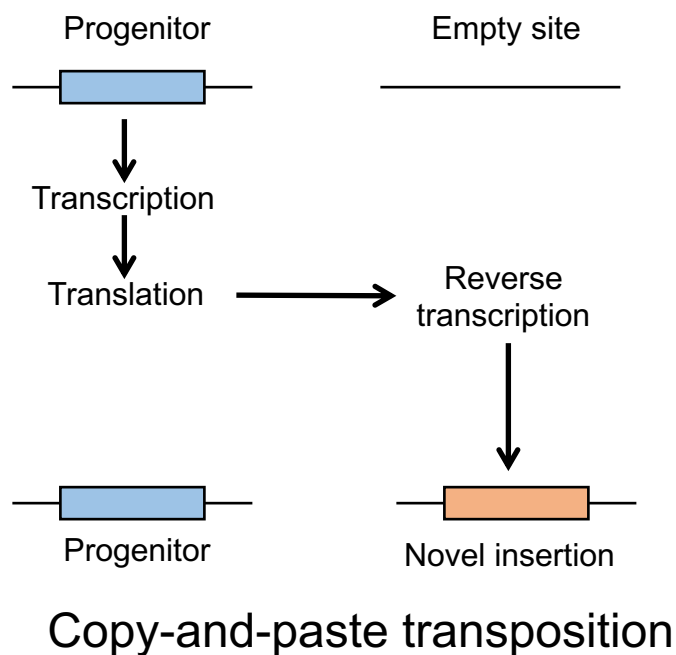 Progenitor
Empty site
Transcription
Translation
Reverse
transcription
Progenitor
Novel insertion
Copy-and-paste transposition